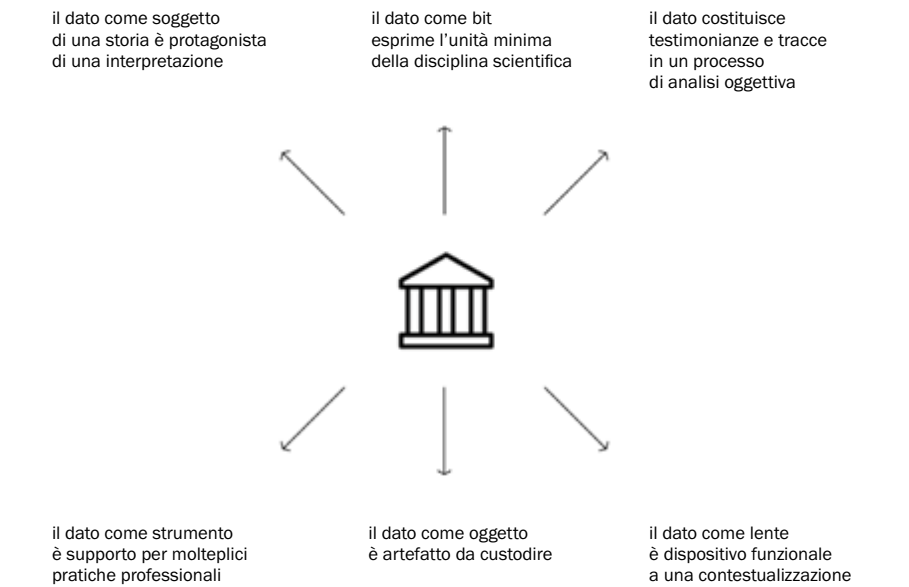 il dato come soggetto
di una storia è protagonista
di una interpretazione
il dato come bit
esprime l'unità minima
della disciplina scientifica
il dato costituisce
testimonianze e tracce
in un processo
di analisi oggettiva
il dato come strumento
è supporto per molteplici
pratiche professionali
il dato come oggetto
è artefatto da custodire
il dato come lente
è dispositivo funzionale
a una contestualizzazione